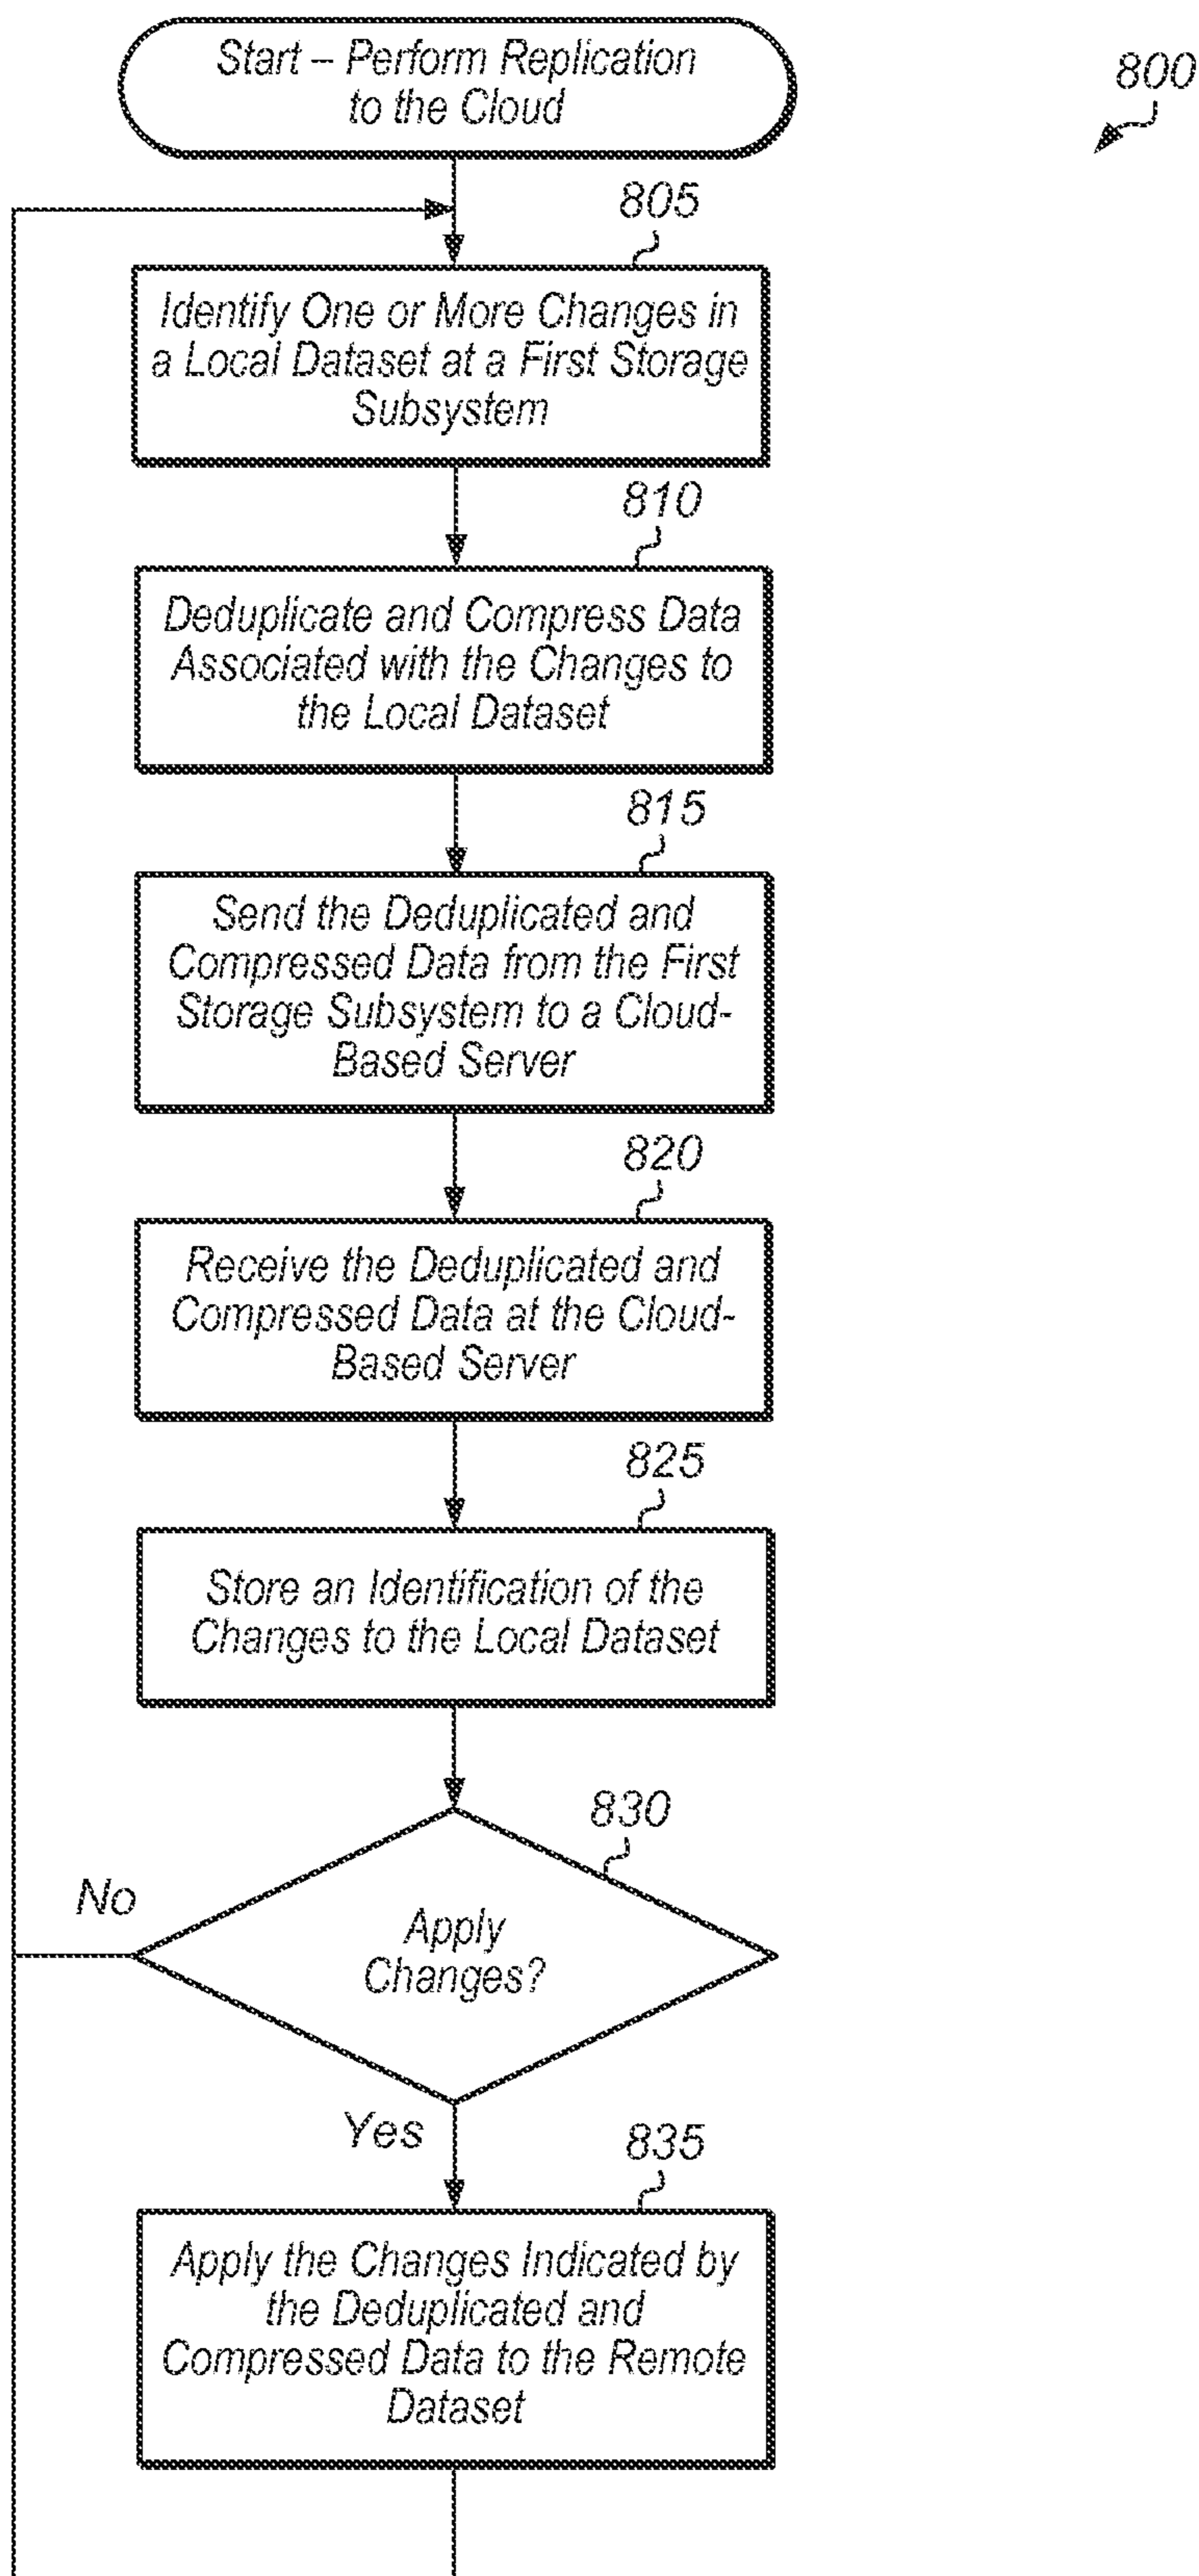 Start – Perform Replication
to the Cloud
800
805
Identify One or More Changes in
a Local Dataset at a First Storage
Subsystem
810
Deduplicate and Compress Data
Associated with the Changes to
the Local Dataset
815
Send the Deduplicated and
Compressed Data from the First
Storage Subsystem to a Cloud-
Based Server
820
Receive the Deduplicated and
Compressed Data at the Cloud-
Based Server
825
Store an Identification of the
Changes to the Local Dataset
830
No
Apply
Changes?
Yes
835
Apply the Changes Indicated by
the Deduplicated and
Compressed Data to the Remote
Dataset